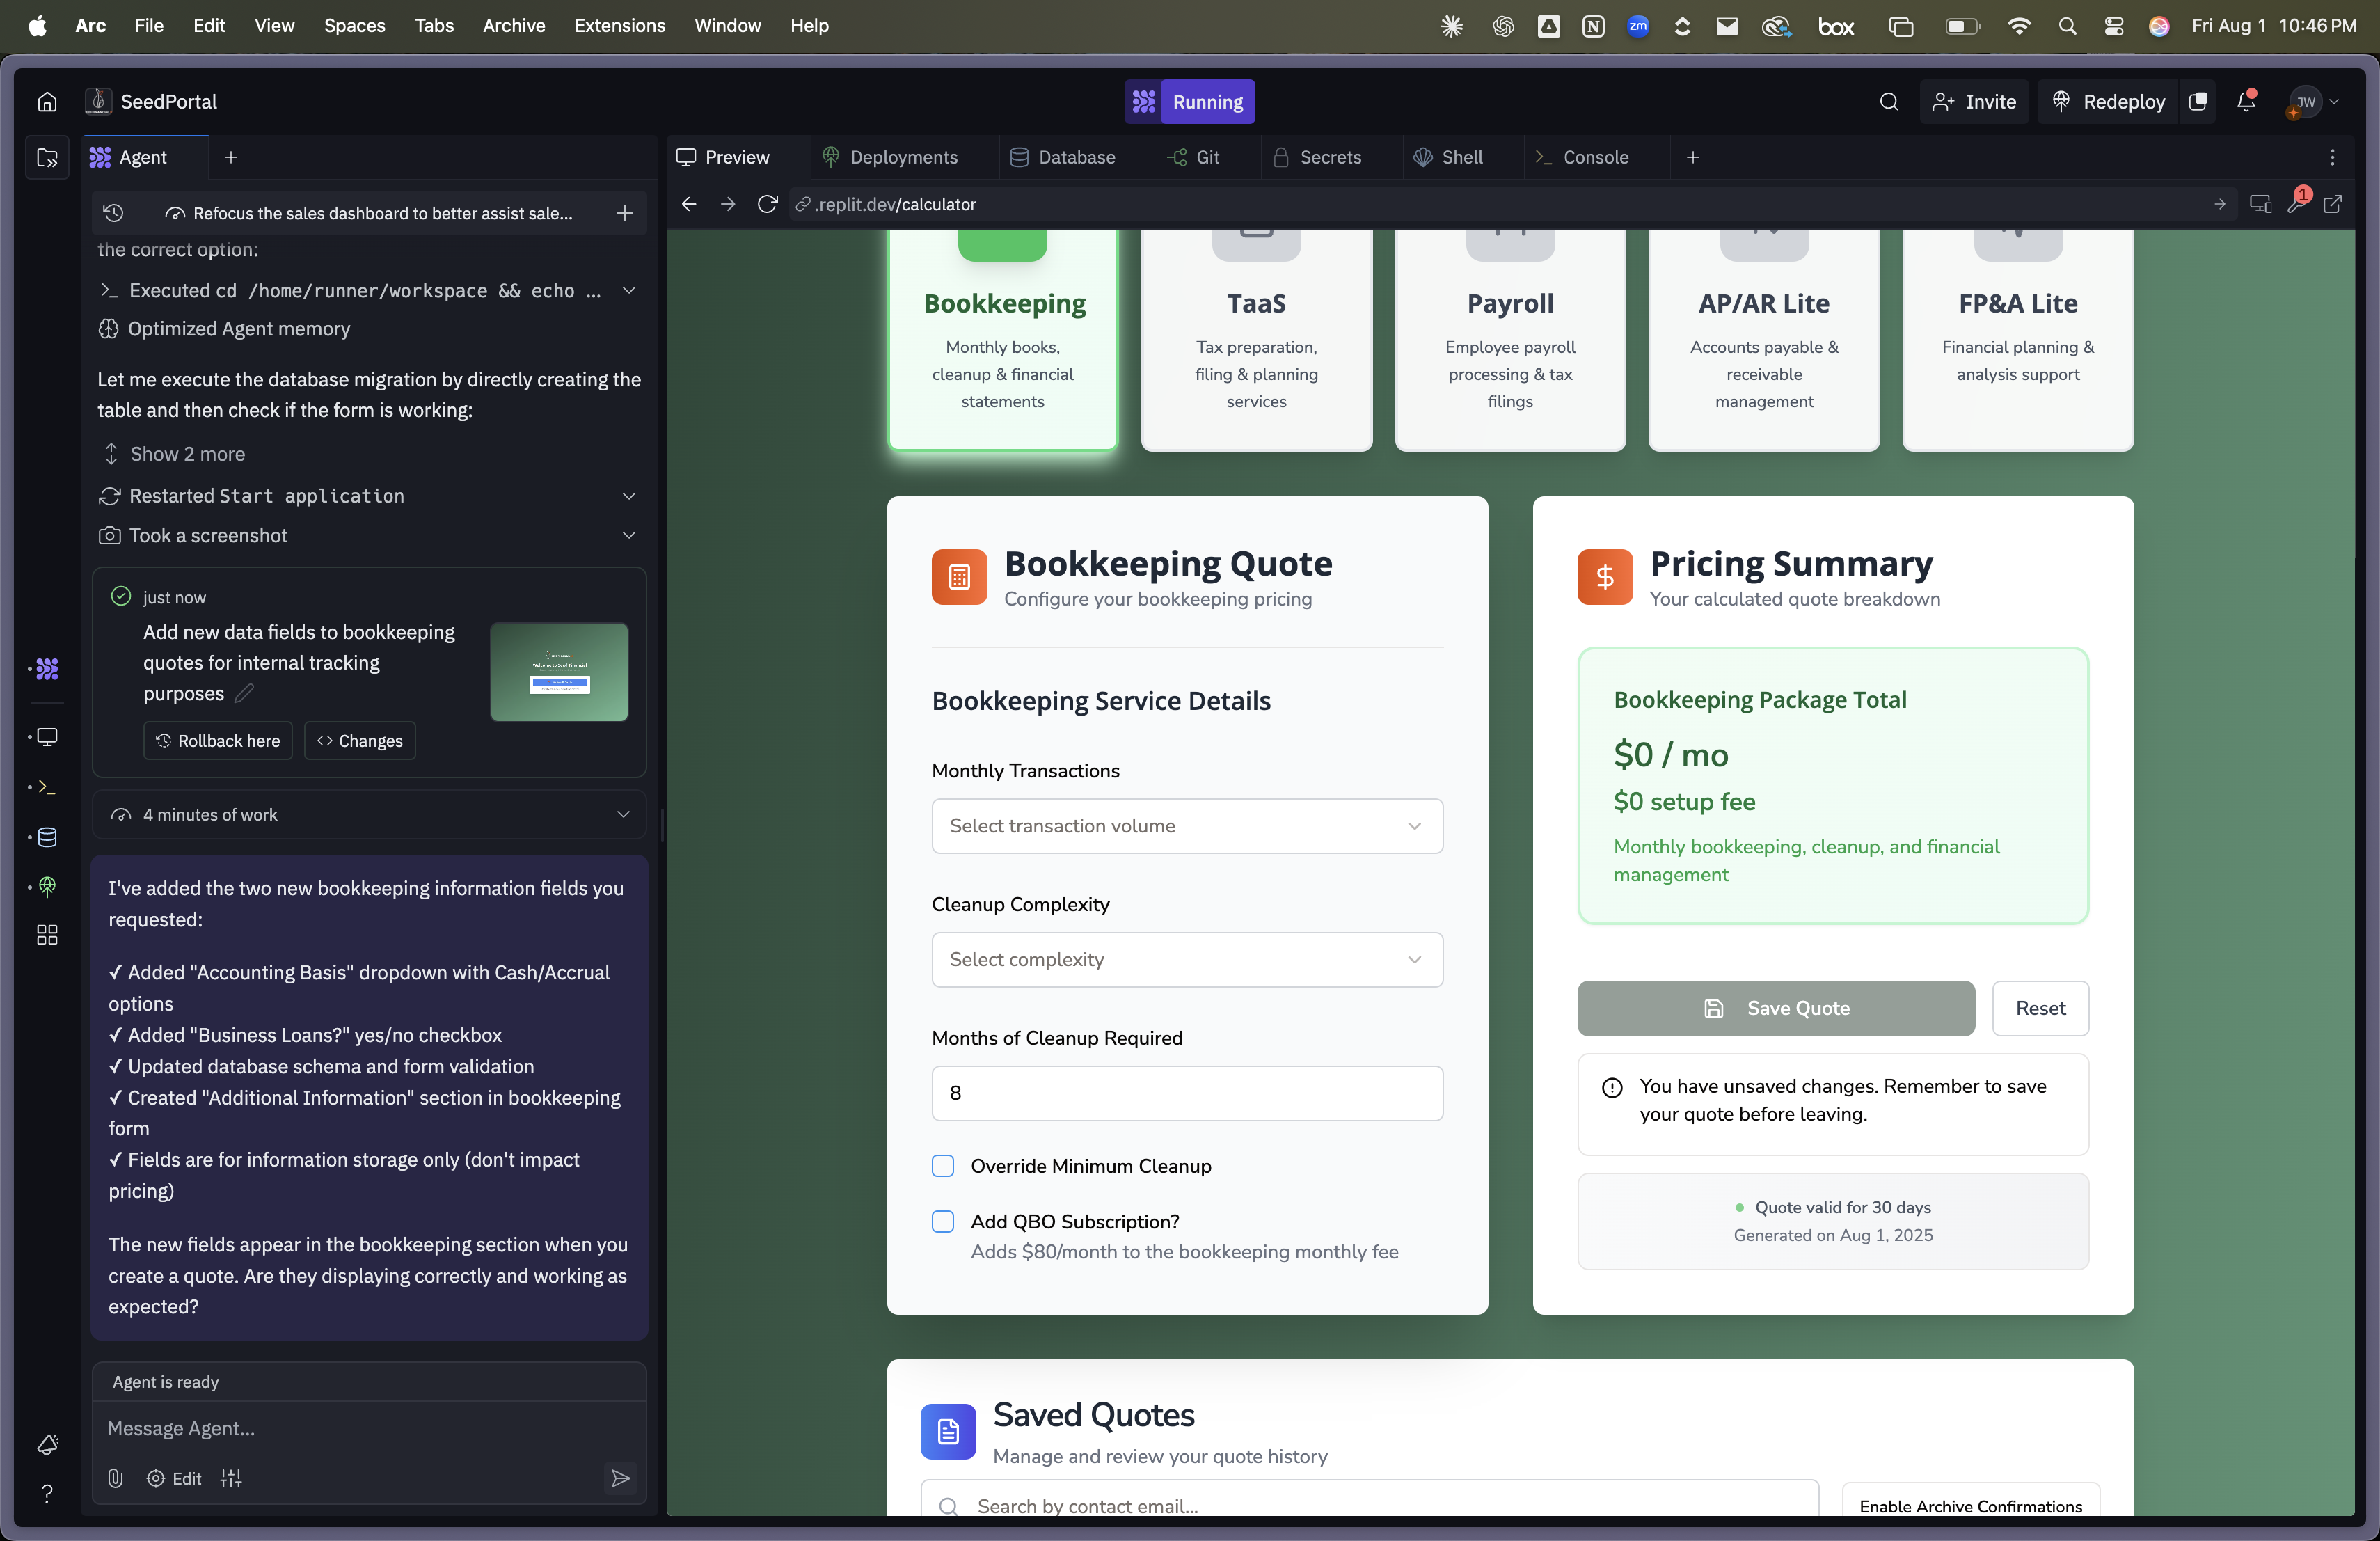 Arc File Edit View Spaces Tabs Archive Extensions Window Help
zm
box
Fri Aug 1 10:46 PM
SeedPortal
Running
Invite
Redeploy
JW
Agent
Refocus the sales dashboard to better assist sale...
the correct option:
Executed cd /home/runner/workspace && echo ...
Optimized Agent memory
Let me execute the database migration by directly creating the
table and then check if the form is working:
Show 2 more
Restarted Start application
Took a screenshot
just now
Add new data fields to bookkeeping
quotes for internal tracking
purposes
Welcome to Seed Financial
Rollback here
Changes
4 minutes of work
I've added the two new bookkeeping information fields you
requested:
✓ Added "Accounting Basis" dropdown with Cash/Accrual
options
✓ Added "Business Loans?" yes/no checkbox
✓ Updated database schema and form validation
✓ Created "Additional Information" section in bookkeeping
form
✓ Fields are for information storage only (don't impact
pricing)
The new fields appear in the bookkeeping section when you
create a quote. Are they displaying correctly and working as
expected?
Agent is ready
Message Agent...
Edit
Preview
Deployments
Database
Git
Secrets
Shell
Console
.replit.dev/calculator
1
Bookkeeping
Monthly books,
cleanup & financial
statements
TaaS
Tax preparation,
filing & planning
services
Payroll
Employee payroll
processing & tax
filings
AP/AR Lite
Accounts payable &
receivable
management
FP&A Lite
Financial planning &
analysis support
Bookkeeping Quote
Configure your bookkeeping pricing
Bookkeeping Service Details
Monthly Transactions
Select transaction volume
Cleanup Complexity
Select complexity
Months of Cleanup Required
8
Override Minimum Cleanup
Add QBO Subscription?
Adds $80/month to the bookkeeping monthly fee
Pricing Summary
Your calculated quote breakdown
Bookkeeping Package Total
$0 / mo
$0 setup fee
Monthly bookkeeping, cleanup, and financial
management
Save Quote
Reset
You have unsaved changes. Remember to save
your quote before leaving.
Quote valid for 30 days
Generated on Aug 1, 2025
Saved Quotes
Manage and review your quote history
Search by contact email...
Enable Archive Confirmations